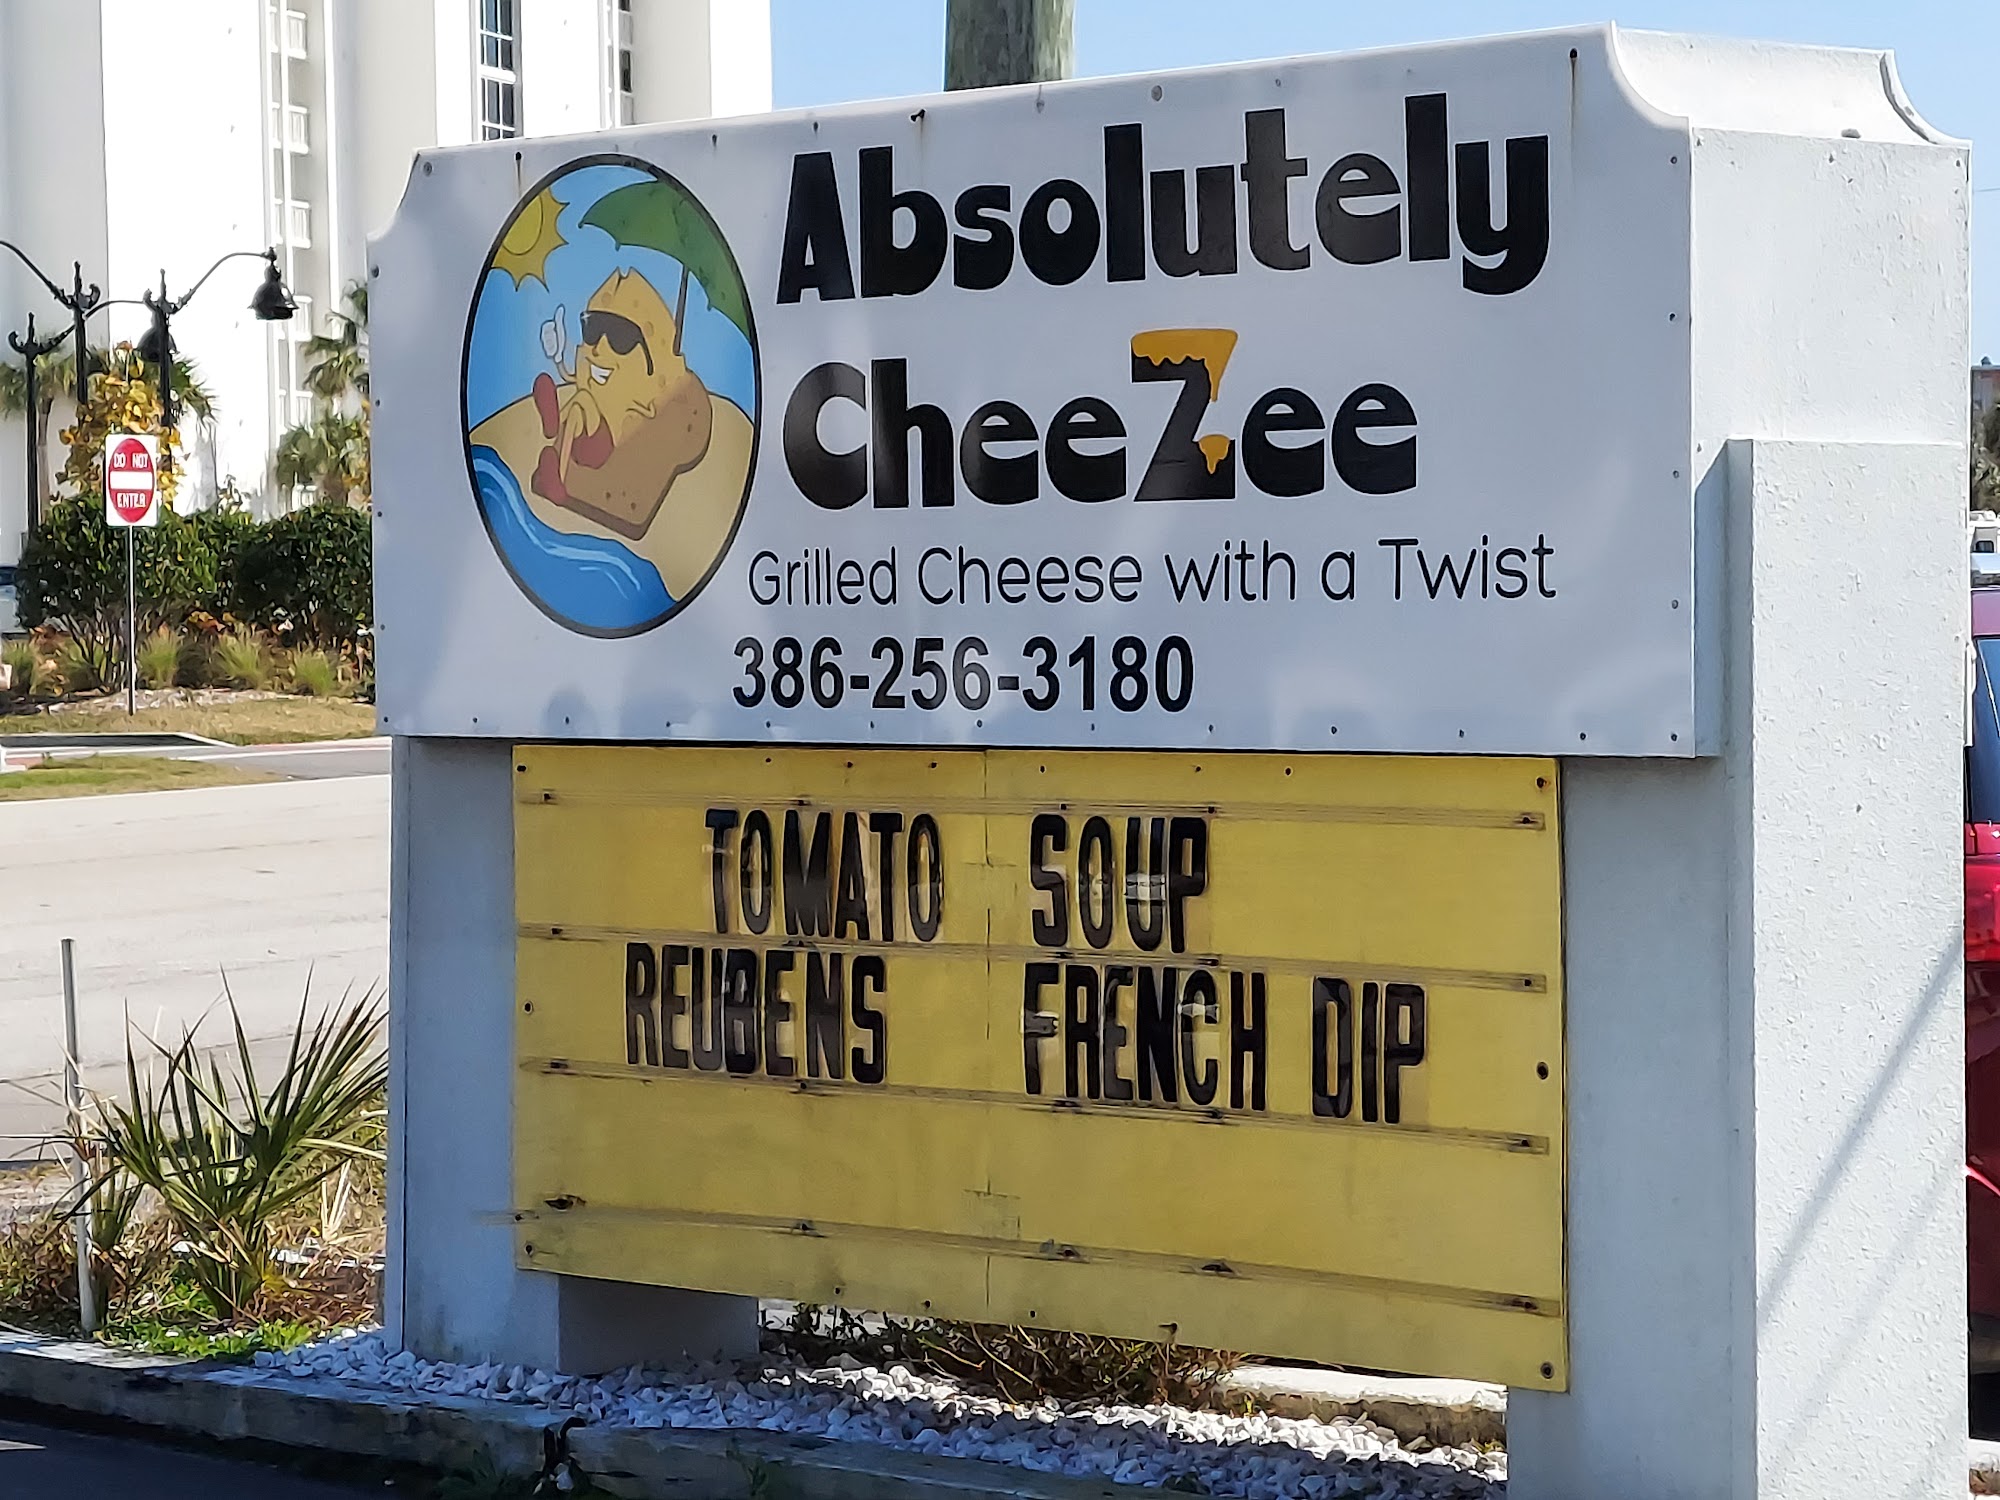 Absolutely
CheeZee
Grilled Cheese with a Twist
386-256-3180
TOMATO SOUP
REUBENS FRENCH DIP
DO NOT
ENTER